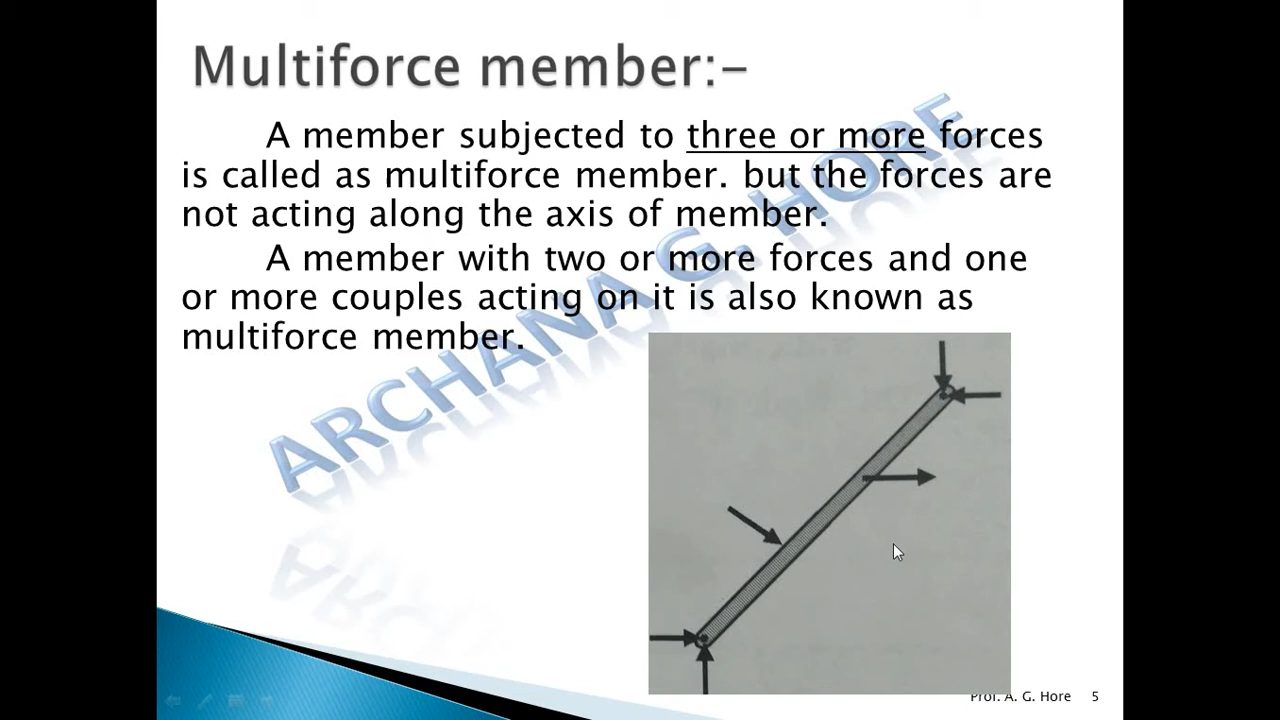 Multiforce member:-
A member subjected to three or more forces
is called as multiforce member. but the forces are
not acting along the axis of member.
A member with two or more forces and one
or more couples acting on it is also known as
multiforce member.
ARCHANA G. HORE
Prof. A. G. Hore 5